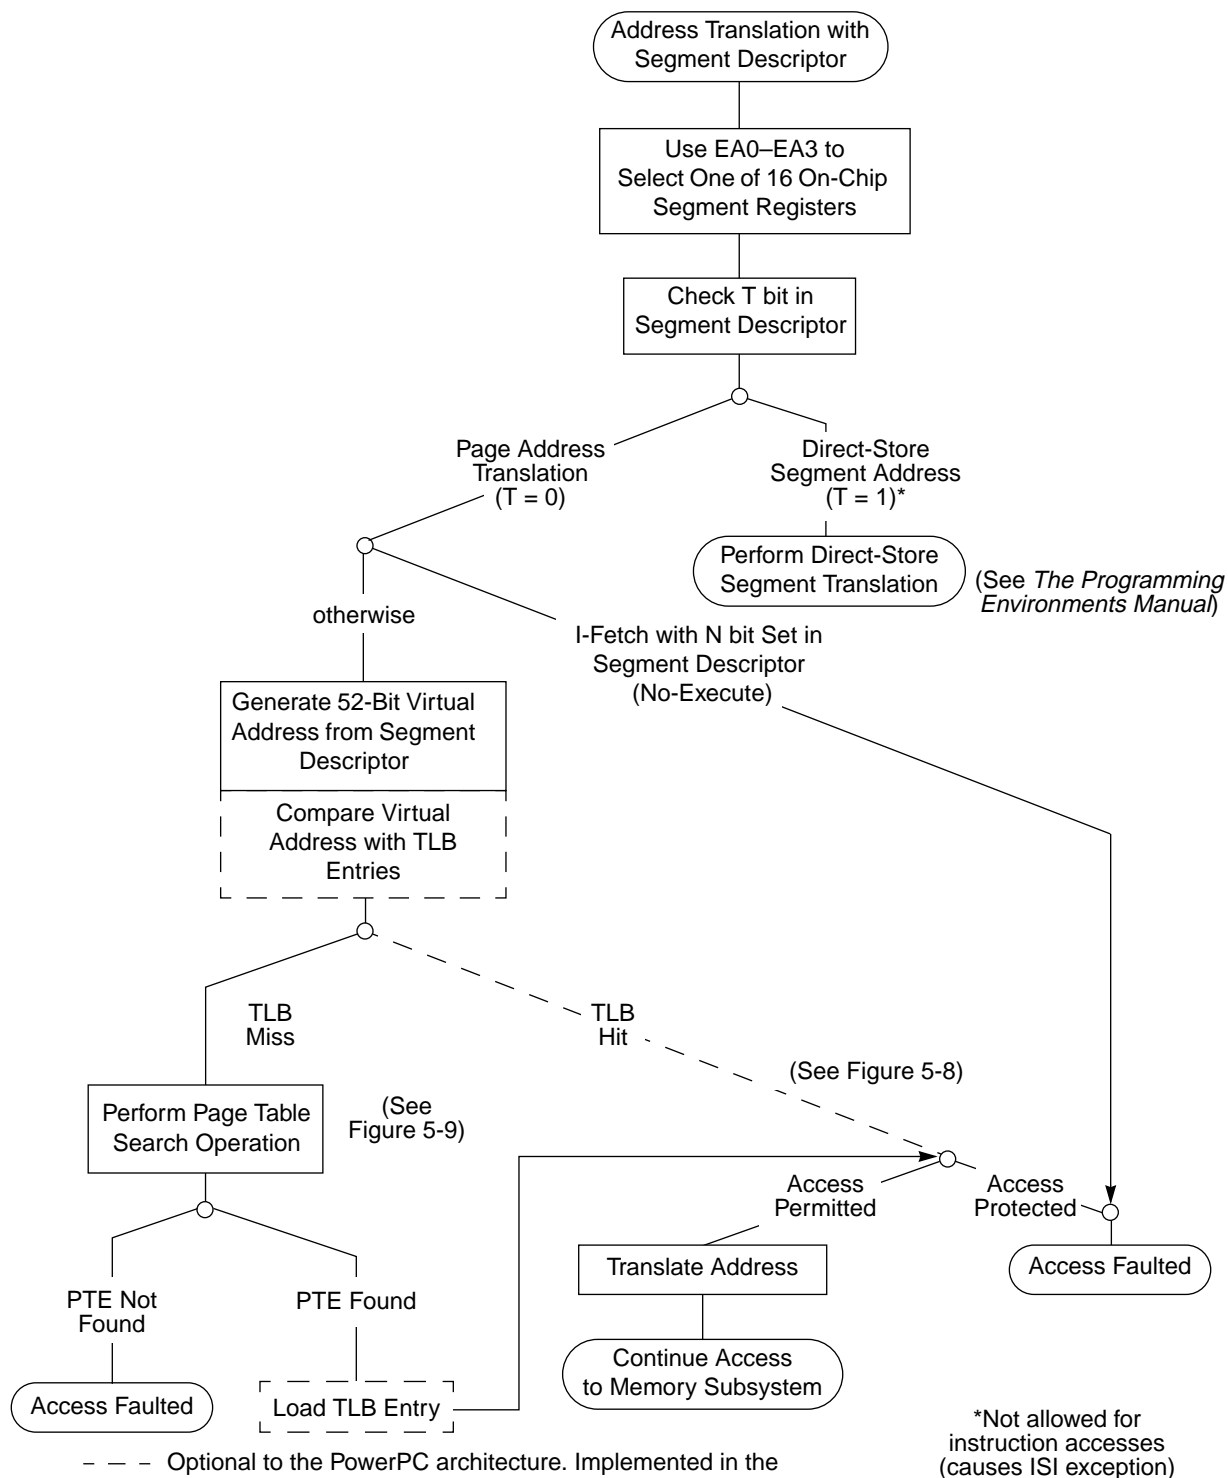 Address Translation with
Segment Descriptor
Use EA0–EA3 to
Select One of 16 On-Chip
Segment Registers
Check T bit in
Segment Descriptor
Page Address
Translation
(T = 0)
Direct-Store
Segment Address
(T = 1)*
Perform Direct-Store
Segment Translation
(See The Programming
Environments Manual)
otherwise
I-Fetch with N bit Set in
Segment Descriptor
(No-Execute)
Generate 52-Bit Virtual
Address from Segment
Descriptor
Compare Virtual
Address with TLB
Entries
TLB
Miss
TLB
Hit
(See Figure 5-8)
Perform Page Table
Search Operation
(See
Figure 5-9)
Access
Permitted
Access
Protected
Translate Address
Access Faulted
PTE Not
Found
PTE Found
Continue Access
to Memory Subsystem
Access Faulted
Load TLB Entry
*Not allowed for
instruction accesses
(causes ISI exception)
Optional to the PowerPC architecture. Implemented in the